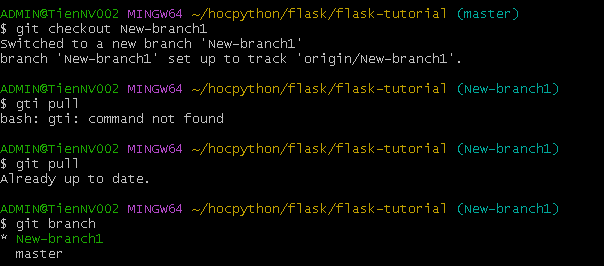 ADMIN@TienNV002 MINGW64 ~/hocpython/flask/flask-tutorial (master)
$ git checkout New-branch1
Switched to a new branch 'New-branch1'
branch 'New-branch1' set up to track 'origin/New-branch1'.
ADMIN@TienNV002 MINGW64 ~/hocpython/flask/flask-tutorial (New-branch1)
$ gti pull
bash: gti: command not found
ADMIN@TienNV002 MINGW64 ~/hocpython/flask/flask-tutorial (New-branch1)
$ git pull
Already up to date.
ADMIN@TienNV002 MINGW64 ~/hocpython/flask/flask-tutorial (New-branch1)
$ git branch
* New-branch1
  master